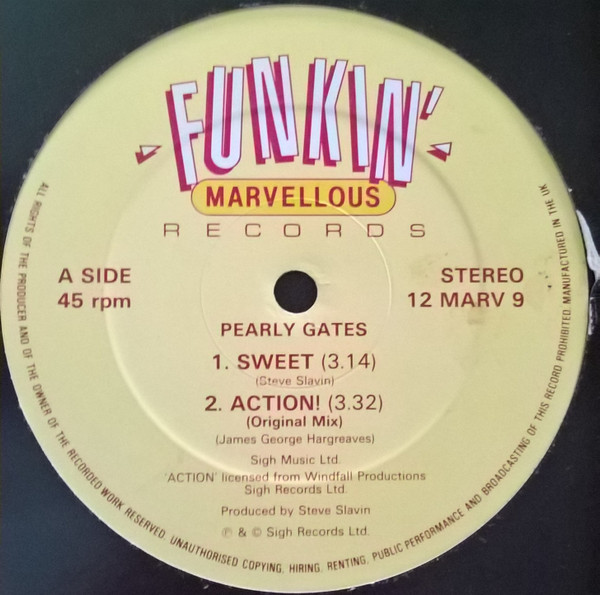 FUNKIN'
MARVELLOUS
RECORDS
A SIDE
45 rpm
STEREO
12 MARV 9
PEARLY GATES
1. SWEET (3.14)
(Steve Slavin)
2. ACTION! (3.32)
(Original Mix)
(James George Hargreaves)
Sigh Music Ltd.
'ACTION' licensed from Windfall Productions
Sigh Records Ltd.
Produced by Steve Slavin
℗ & © Sigh Records Ltd.
ALL RIGHTS OF THE PRODUCER AND OF THE OWNER OF THE RECORDED WORK RESERVED. UNAUTHORISED COPYING, HIRING, RENTING, PUBLIC PERFORMANCE AND BROADCASTING OF THIS RECORD PROHIBITED. MANUFACTURED IN THE UK